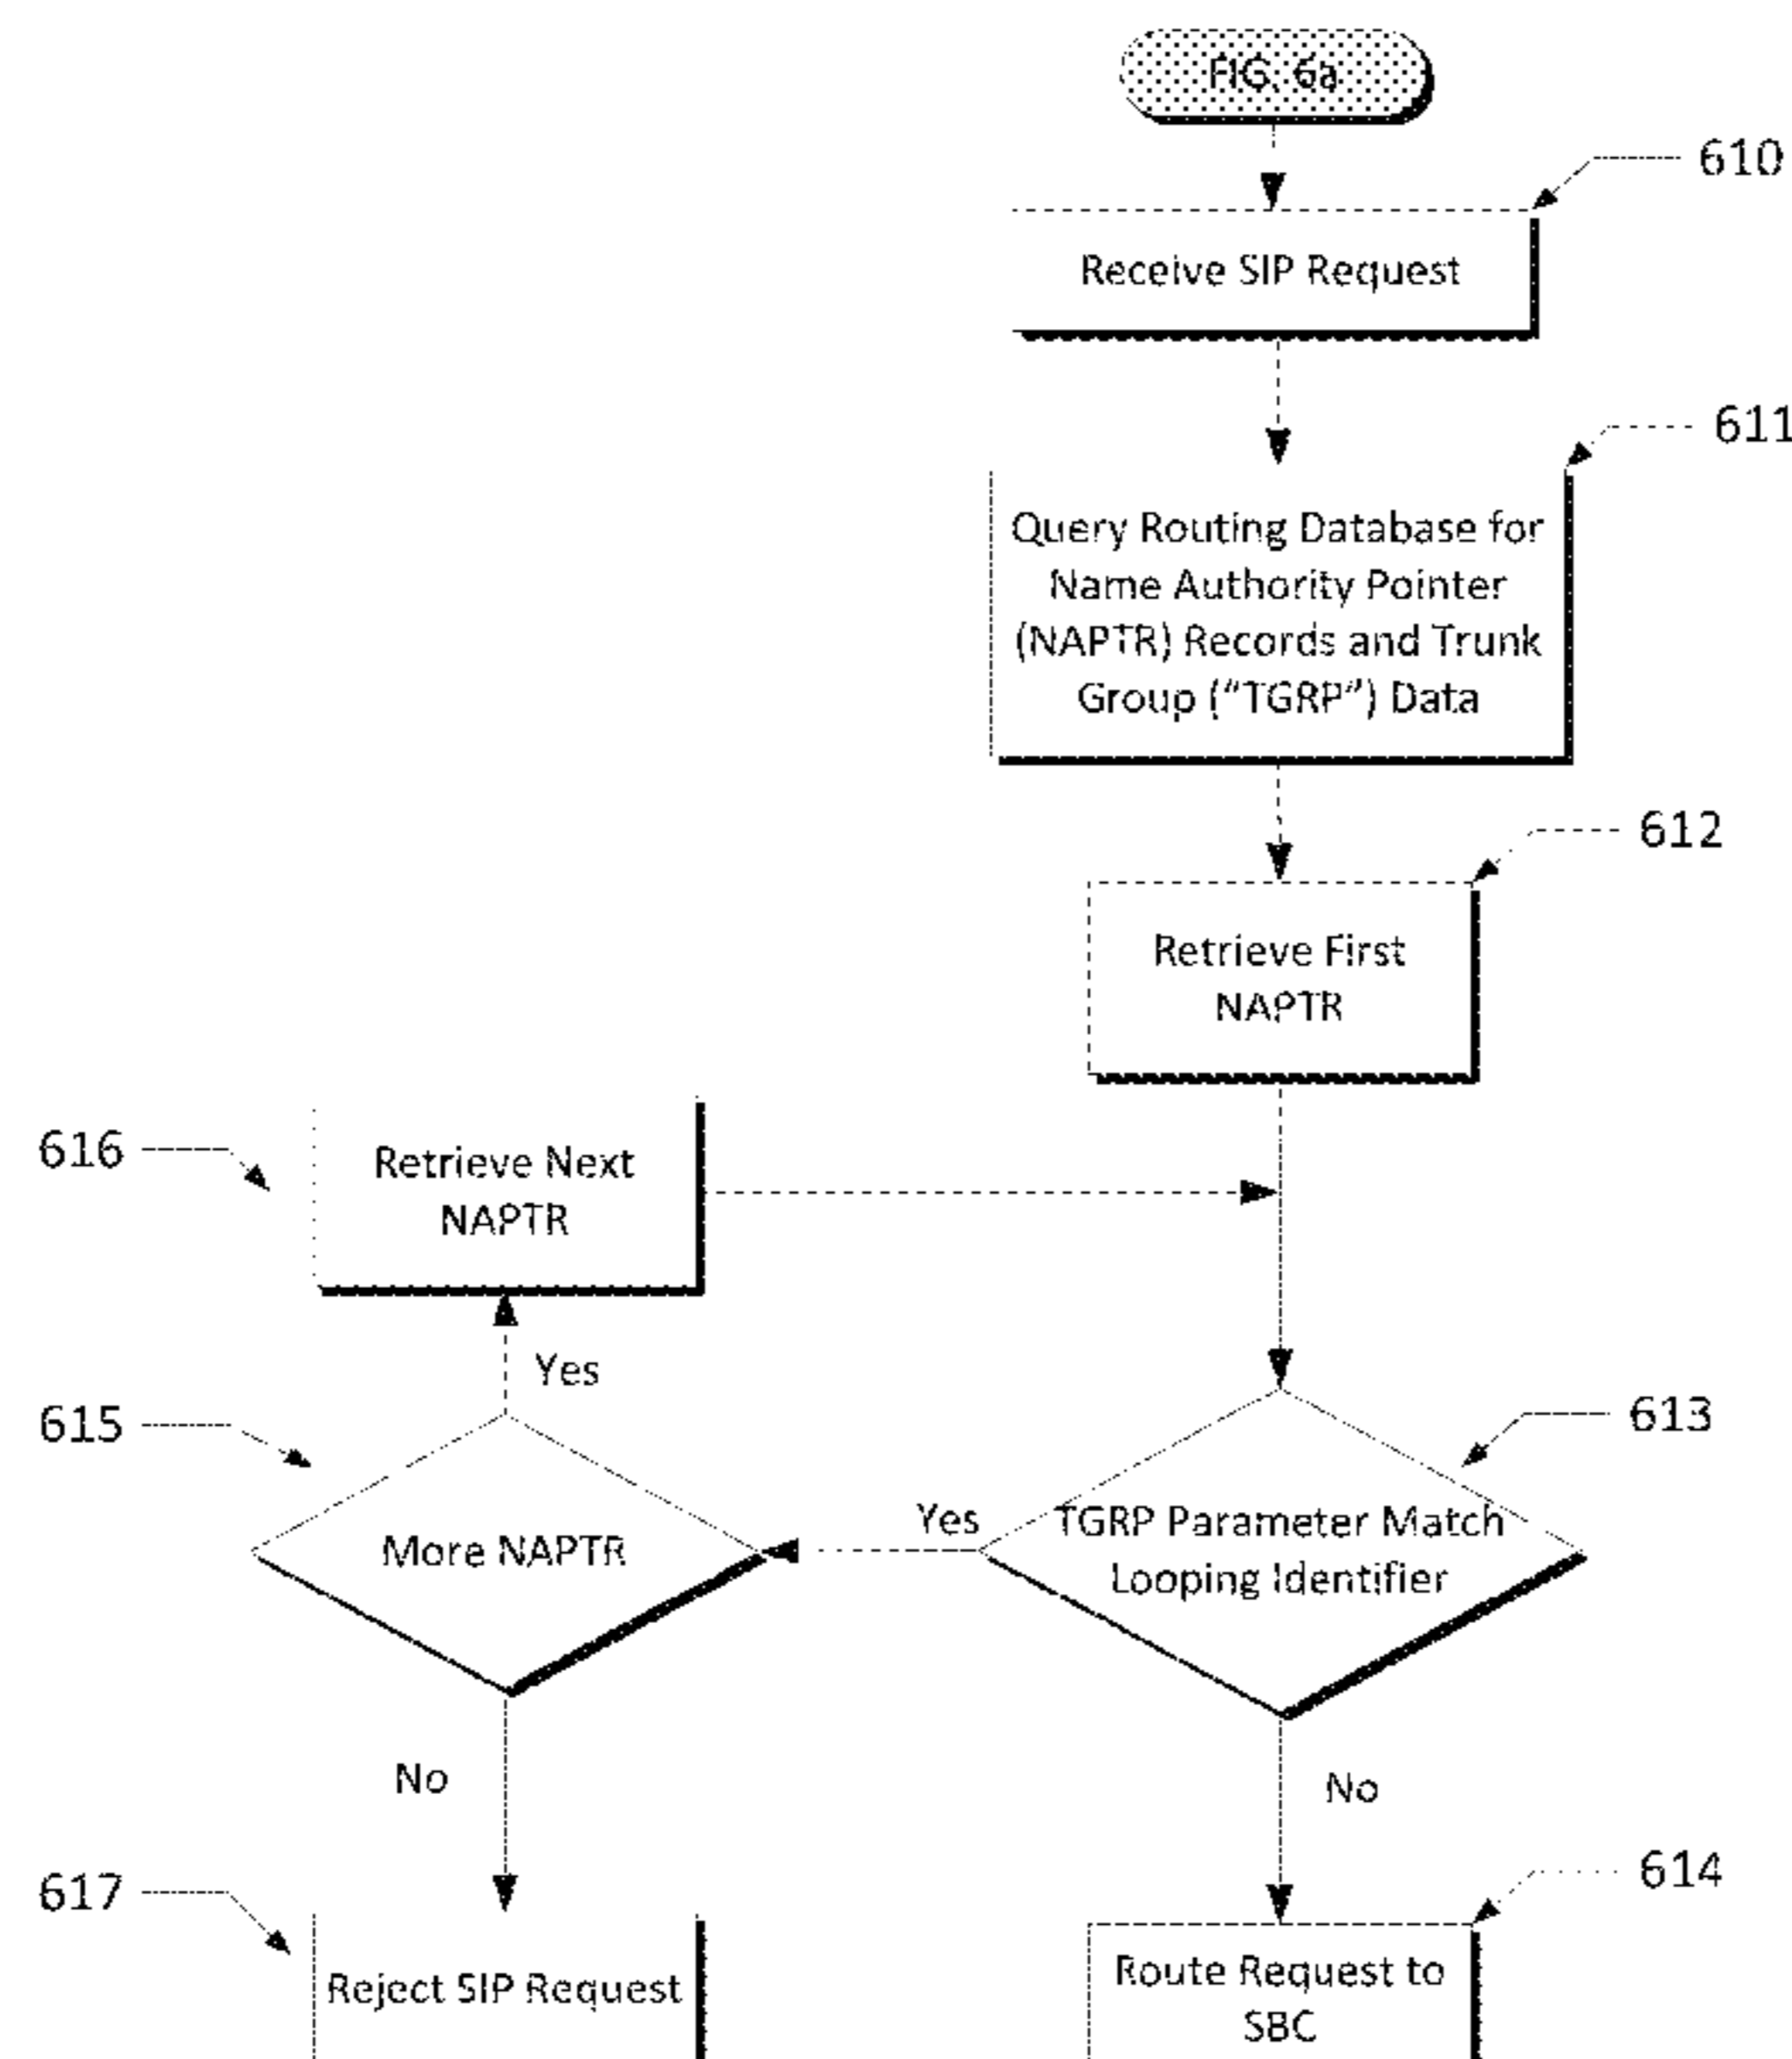 FIG. 6a
610
Receive SIP Request
611
Query Routing Database for
Name Authority Pointer
(NAPTR) Records and Trunk
Group ("TGRP") Data
612
Retrieve First
NAPTR
616
Retrieve Next
NAPTR
Yes
615
More NAPTR
Yes
613
TGRP Parameter Match
Looping Identifier
No
No
617
Reject SIP Request
614
Route Request to
SBC